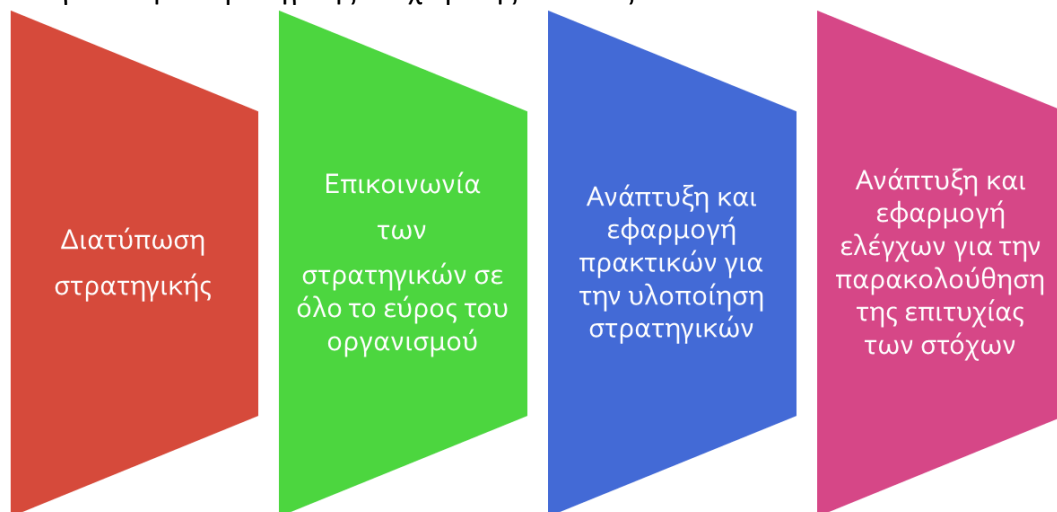 Διατύπωση
στρατηγικής
Επικοινωνία
των
στρατηγικών σε
όλο το εύρος του
οργανισμού
Ανάπτυξη και
εφαρμογή
πρακτικών για
την υλοποίηση
στρατηγικών
Ανάπτυξη και
εφαρμογή
ελέγχων για την
παρακολούθηση
της επιτυχίας
των στόχων